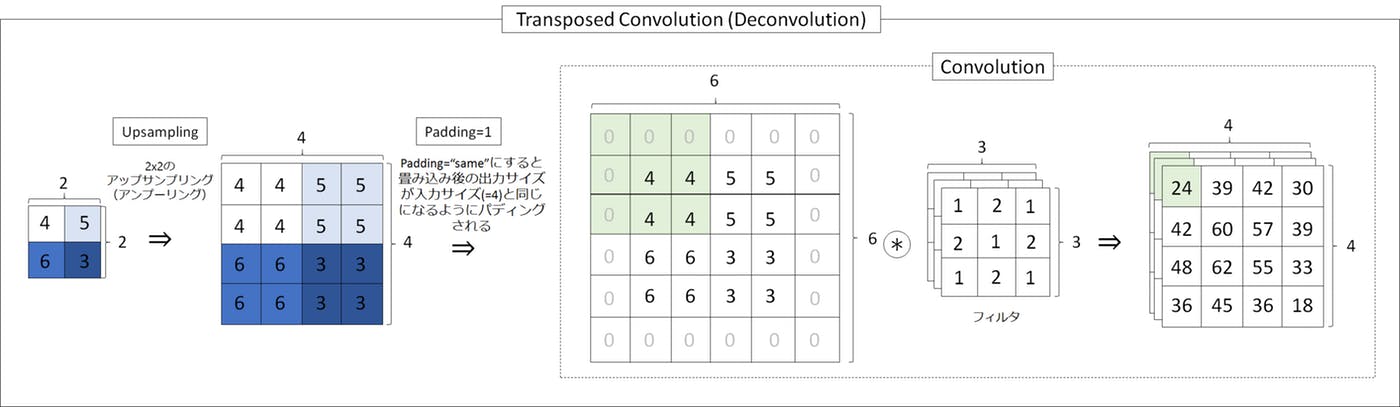 Transposed Convolution (Deconvolution)
Convolution
Upsampling
2x2の
アップサンプリング
(アンプーリング)
2
4 5
6 3
2
⇒
4
4 4 5 5
4 4 5 5
6 6 3 3
6 6 3 3
4
Padding=1
Padding=“same”にすると
畳み込み後の出力サイズ
が入力サイズ(=4)と同じ
になるようにパディング
される
⇒
6
0 0 0 0 0 0
0 4 4 5 5 0
0 4 4 5 5 0
0 6 6 3 3 0
0 6 6 3 3 0
0 0 0 0 0 0
6
*
3
1 2 1
2 1 2
1 2 1
3
フィルタ
⇒
4
24 39 42 30
42 60 57 39
48 62 55 33
36 45 36 18
4